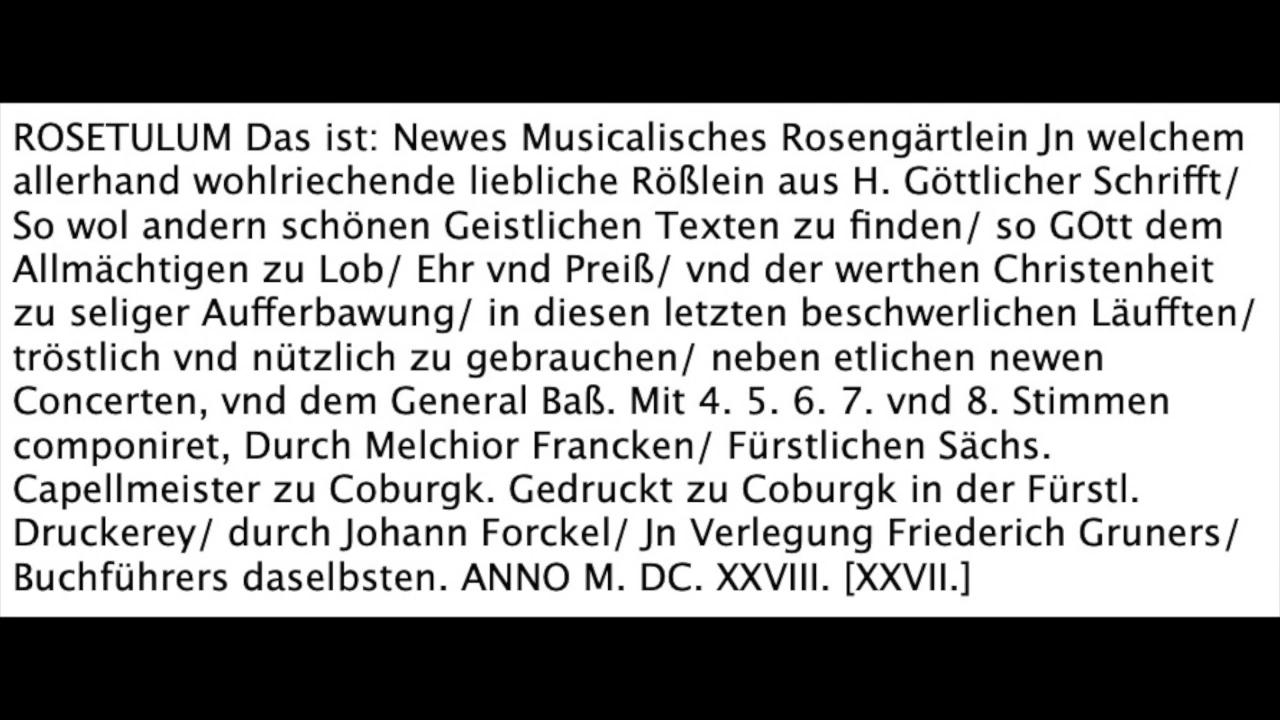 ROSETULUM Das ist: Newes Musicalisches Rosengärtlein Jn welchem
allerhand wohlriechende liebliche Rößlein aus H. Göttlicher Schrifft/
So wol andern schönen Geistlichen Texten zu finden/ so GOtt dem
Allmächtigen zu Lob/ Ehr vnd Preiß/ vnd der werthen Christenheit
zu seliger Aufferbawung/ in diesen letzten beschwerlichen Läufften/
tröstlich vnd nützlich zu gebrauchen/ neben etlichen newen
Concerten, vnd dem General Baß. Mit 4. 5. 6. 7. vnd 8. Stimmen
componiret, Durch Melchior Francken/ Fürstlichen Sächs.
Capellmeister zu Coburgk. Gedruckt zu Coburgk in der Fürstl.
Druckerey/ durch Johann Forckel/ Jn Verlegung Friederich Gruners/
Buchführers daselbsten. ANNO M. DC. XXVIII. [XXVII.]